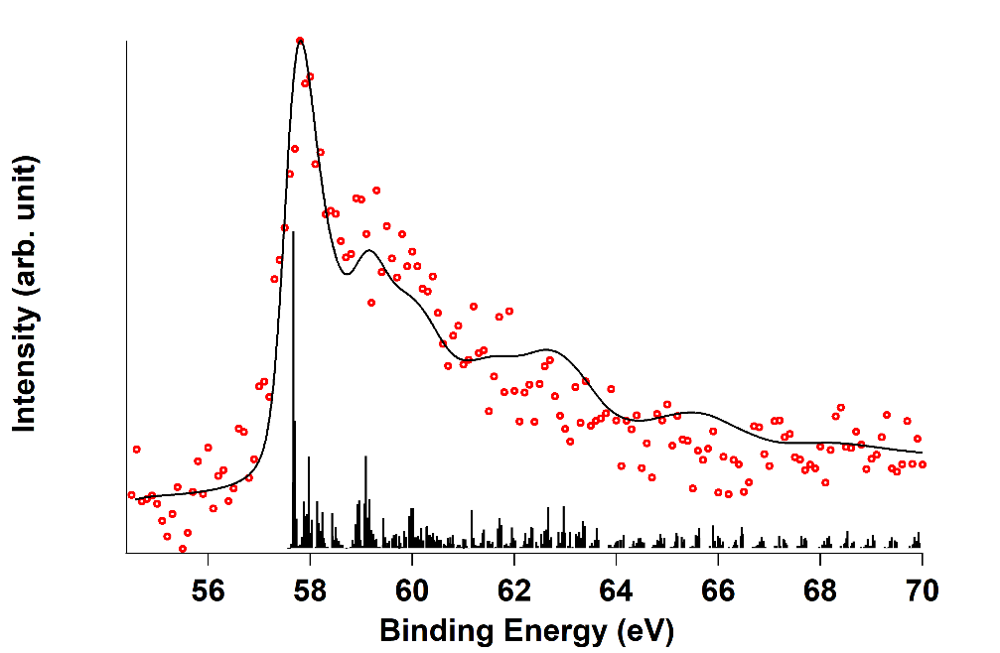 Intensity (arb. unit)
56 58 60 62 64 66 68 70
Binding Energy (eV)